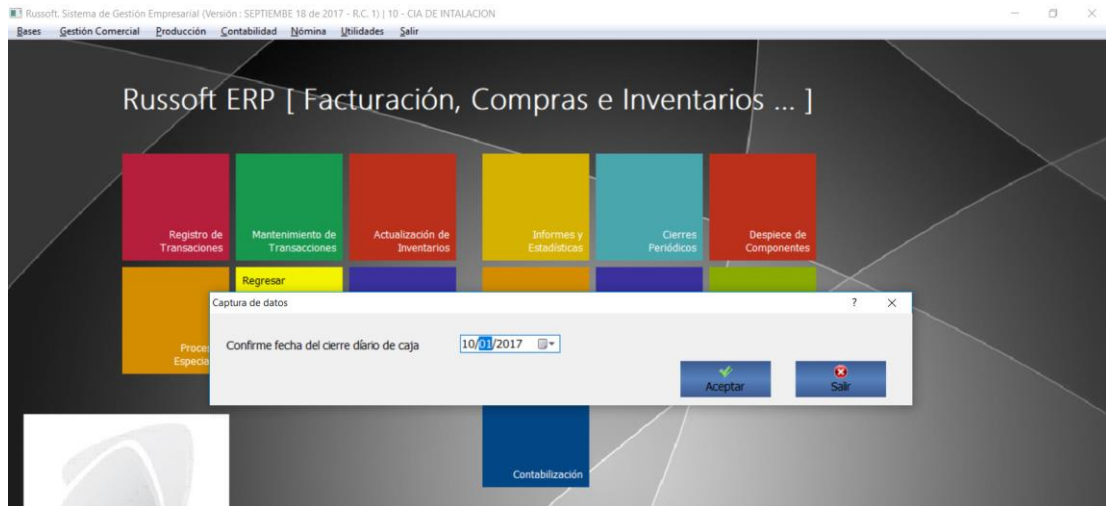 Russoft. Sistema de Gestión Empresarial (Versión : SEPTIEMBE 18 de 2017 - R.C. 1) | 10 - CIA DE INTALACION
Bases Gestión Comercial Producción Contabilidad Nómina Utilidades Salir
Russoft ERP [ Facturación, Compras e Inventarios ... ]
Registro de
Transaciones
Mantenimiento de
Transacciones
Actualización de
Inventarios
Informes y
Estadísticas
Cierres
Periódicos
Despiece de
Componentes
Regresar
Captura de datos
?
Confirme fecha del cierre díario de caja
10/01/2017
Aceptar
Salir
Contabilización